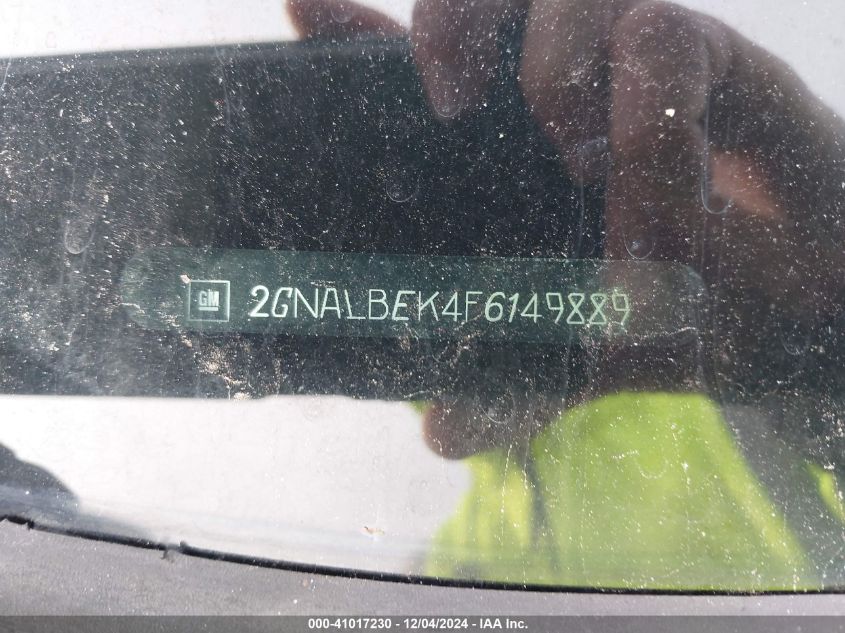 GM 2GNALBEK4F6149889
000-41017230 - 12/04/2024 - IAA Inc.